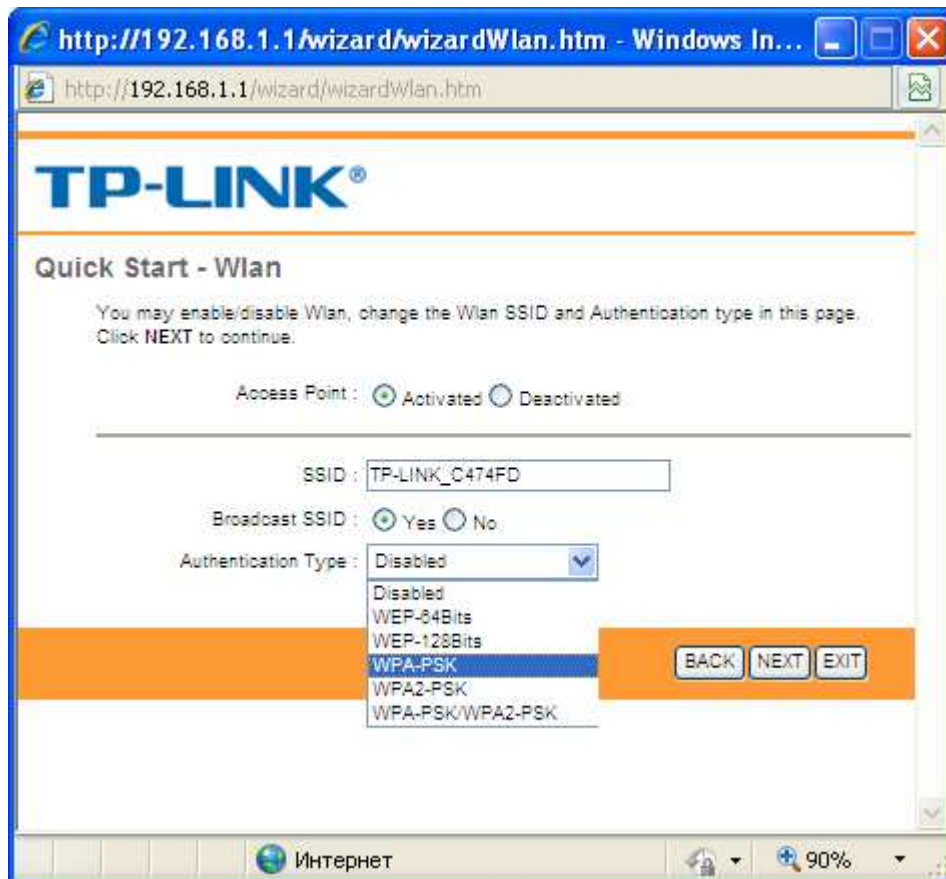 http://192.168.1.1/wizard/wizardWlan.htm - Windows In...
http://192.168.1.1/wizard/wizardWlan.htm
TP-LINK®
Quick Start - Wlan
You may enable/disable Wlan, change the Wlan SSID and Authentication type in this page.
Click NEXT to continue.
Access Point : Activated Deactivated
SSID : TP-LINK_C474FD
Broadcast SSID : Yes No
Authentication Type : Disabled
Disabled
WEP-64Bits
WEP-128Bits
WPA-PSK
WPA2-PSK
WPA-PSK/WPA2-PSK
BACK NEXT EXIT
Интернет 90%